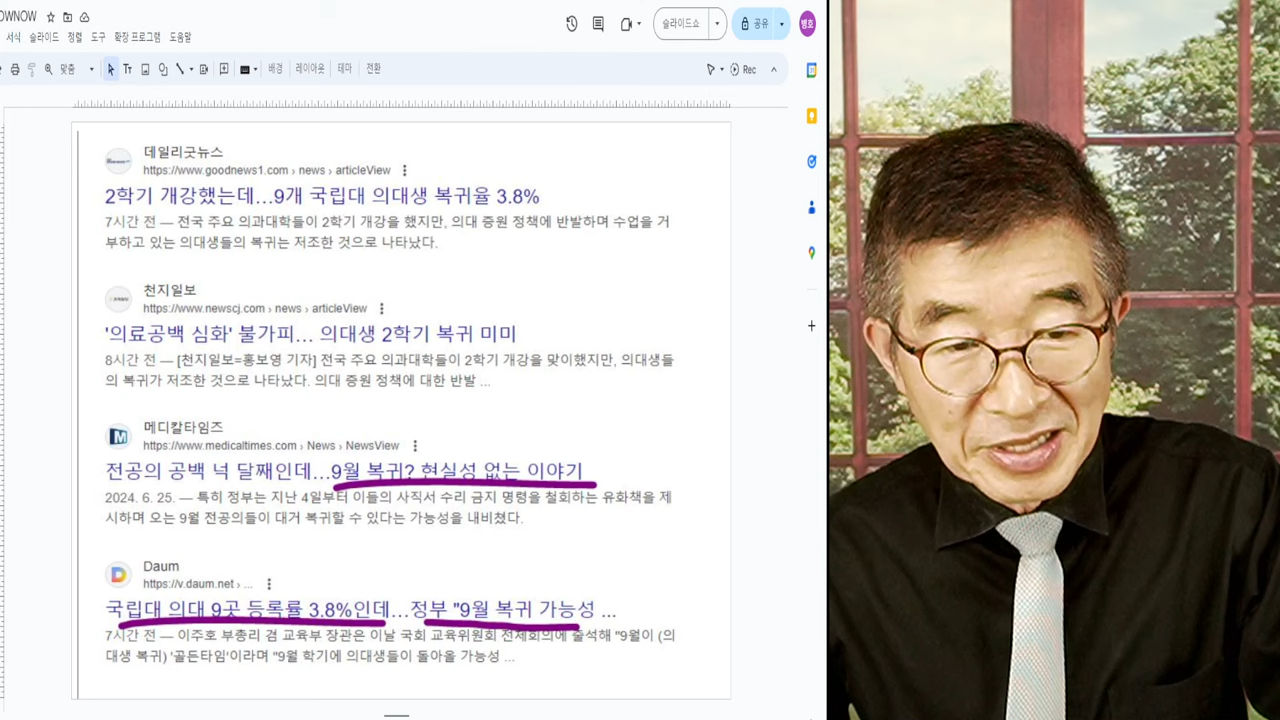 OWNOW
서식 슬라이드 정렬 도구 확장 프로그램 도움말
슬라이드쇼
공유
병호
맞춤
Tr
배경 레이아웃 테마 전환
Rec
데일리굿뉴스
https://www.goodnews1.com › news › articleView
2학기 개강했는데…9개 국립대 의대생 복귀율 3.8%
7시간 전 — 전국 주요 의과대학들이 2학기 개강을 했지만, 의대 증원 정책에 반발하며 수업을 거
부하고 있는 의대생들의 복귀는 저조한 것으로 나타났다.
천지일보
https://www.newscj.com › news › articleView
'의료공백 심화' 불가피… 의대생 2학기 복귀 미미
8시간 전 — [천지일보=홍보영 기자] 전국 주요 의과대학들이 2학기 개강을 맞이했지만, 의대생들
의 복귀가 저조한 것으로 나타났다. 의대 증원 정책에 대한 반발 ...
메디칼타임즈
https://www.medicaltimes.com › News › NewsView
전공의 공백 넉 달째인데…9월 복귀? 현실성 없는 이야기
2024. 6. 25. — 특히 정부는 지난 4일부터 이들의 사직서 수리 금지 명령을 철회하는 유화책을 제
시하며 오는 9월 전공의들이 대거 복귀할 수 있다는 가능성을 내비쳤다.
Daum
https://v.daum.net › ...
국립대 의대 9곳 등록률 3.8%인데…정부 "9월 복귀 가능성 ...
7시간 전 — 이주호 부총리 겸 교육부 장관은 이날 국회 교육위원회 전체회의에 출석해 "9월이 (의
대생 복귀) '골든타임'이라며 "9월 학기에 의대생들이 돌아올 가능성 ...